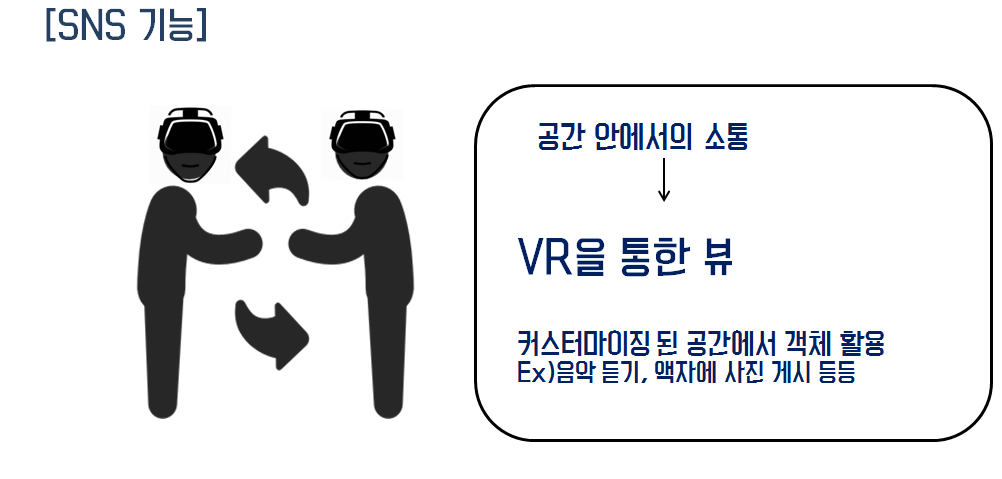 [SNS 기능]
공간 안에서의 소통
VR을 통한 뷰
커스터마이징 된 공간에서 객체 활용
Ex)음악 듣기, 액자에 사진 게시 등등